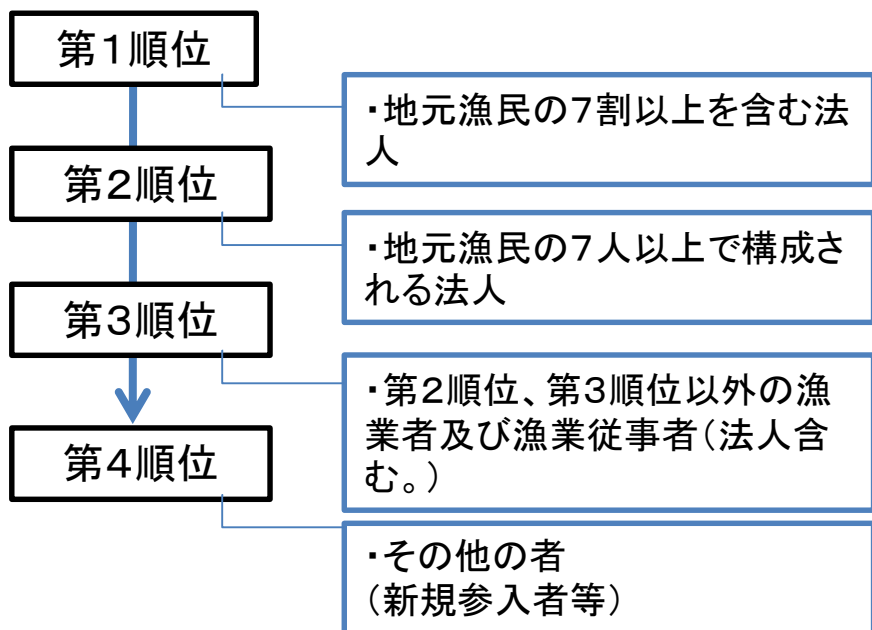 第１順位
・地元漁民の７割以上を含む法
人
第２順位
・地元漁民の７人以上で構成さ
れる法人
第３順位
・第２順位、第３順位以外の漁
業者及び漁業従事者（法人含
む。）
第４順位
・その他の者
（新規参入者等）